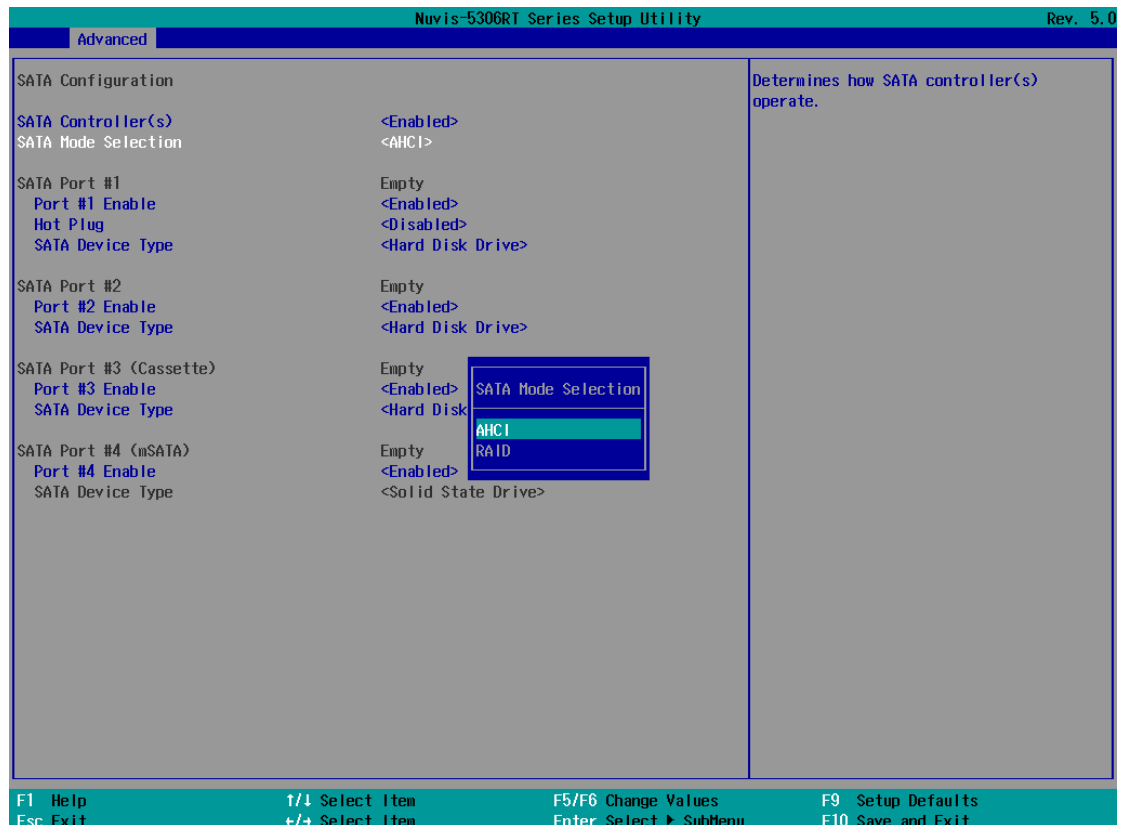 Nuvis-5306RT Series Setup Utility Rev. 5.0
Advanced
SATA Configuration
SATA Controller(s) <Enabled>
SATA Mode Selection <AHCI>
SATA Port #1 Empty
Port #1 Enable <Enabled>
Hot Plug <Disabled>
SATA Device Type <Hard Disk Drive>
SATA Port #2 Empty
Port #2 Enable <Enabled>
SATA Device Type <Hard Disk Drive>
SATA Port #3 (Cassette) Empty
Port #3 Enable <Enabled>
SATA Device Type <Hard Disk
SATA Port #4 (mSATA) Empty
Port #4 Enable <Enabled>
SATA Device Type <Solid State Drive>
SATA Mode Selection
AHCI
RAID
Determines how SATA controller(s)
operate.
F1 Help ↑/↓ Select Item F5/F6 Change Values F9 Setup Defaults
Esc Exit ←/→ Select Item Enter Select ▶ SubMenu F10 Save and Exit